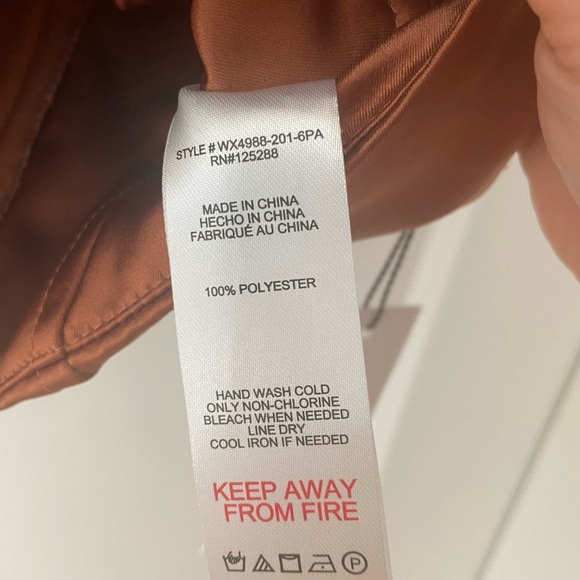 STYLE # WX4988-201-6PA
RN#125288
MADE IN CHINA
HECHO IN CHINA
FABRIQUÉ AU CHINA
100% POLYESTER
HAND WASH COLD
ONLY NON-CHLORINE
BLEACH WHEN NEEDED
LINE DRY
COOL IRON IF NEEDED
KEEP AWAY
FROM FIRE
P